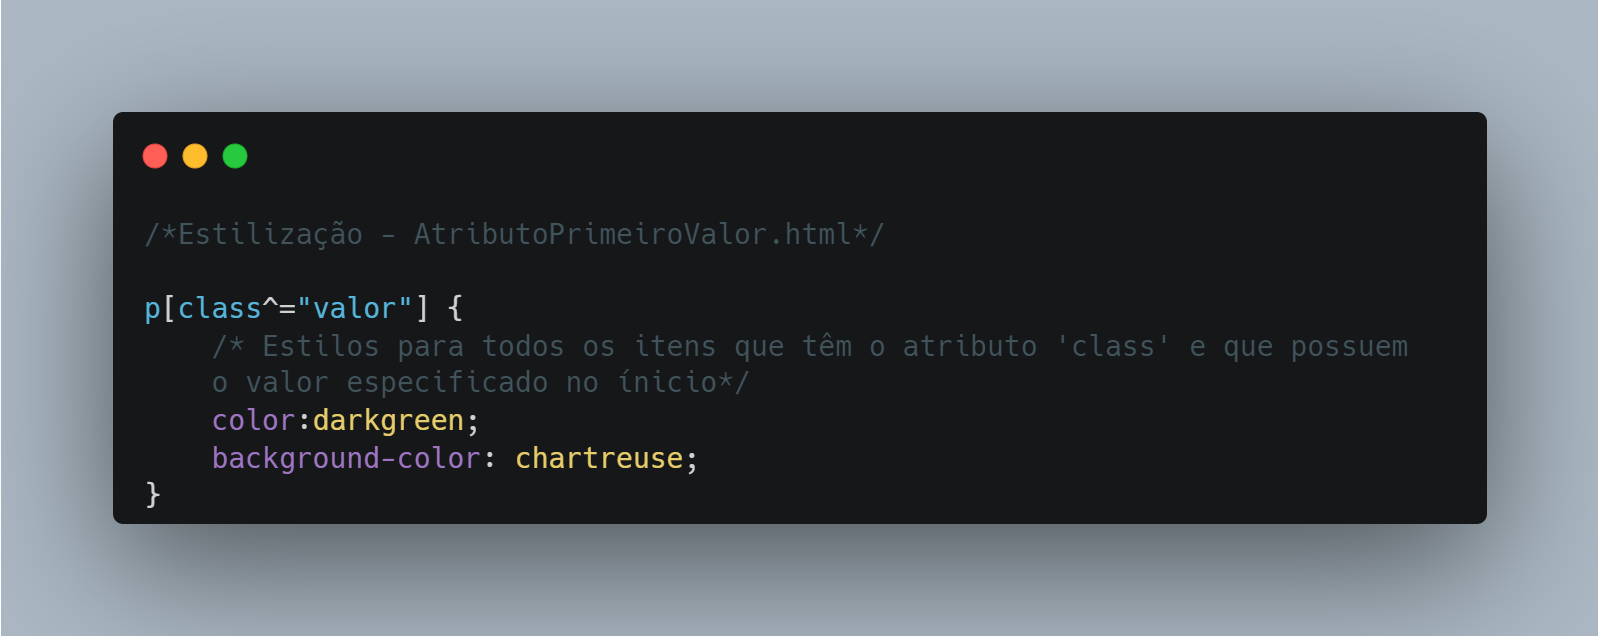 /*Estilização - AtributoPrimeiroValor.html*/
p[class^="valor"] {
/* Estilos para todos os itens que têm o atributo 'class' e que possuem
o valor especificado no ínicio*/
color:darkgreen;
background-color: chartreuse;
}